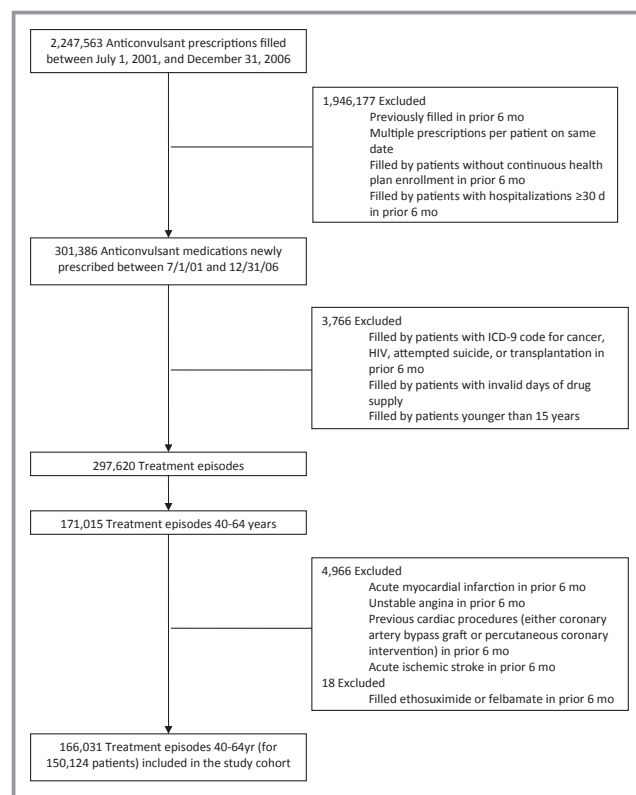 2,247,563 Anticonvulsant prescriptions filled
between July 1, 2001, and December 31, 2006
1,946,177 Excluded
Previously filled in prior 6 mo
Multiple prescriptions per patient on same
date
Filled by patients without continuous health
plan enrollment in prior 6 mo
Filled by patients with hospitalizations ≥30 d
in prior 6 mo
301,386 Anticonvulsant medications newly
prescribed between 7/1/01 and 12/31/06
3,766 Excluded
Filled by patients with ICD-9 code for cancer,
HIV, attempted suicide, or transplantation in
prior 6 mo
Filled by patients with invalid days of drug
supply
Filled by patients younger than 15 years
297,620 Treatment episodes
171,015 Treatment episodes 40-64 years
4,966 Excluded
Acute myocardial infarction in prior 6 mo
Unstable angina in prior 6 mo
Previous cardiac procedures (either coronary
artery bypass graft or percutaneous coronary
intervention) in prior 6 mo
Acute ischemic stroke in prior 6 mo
18 Excluded
Filled ethosuximide or felbamate in prior 6 mo
166,031 Treatment episodes 40-64yr (for
150,124 patients) included in the study cohort